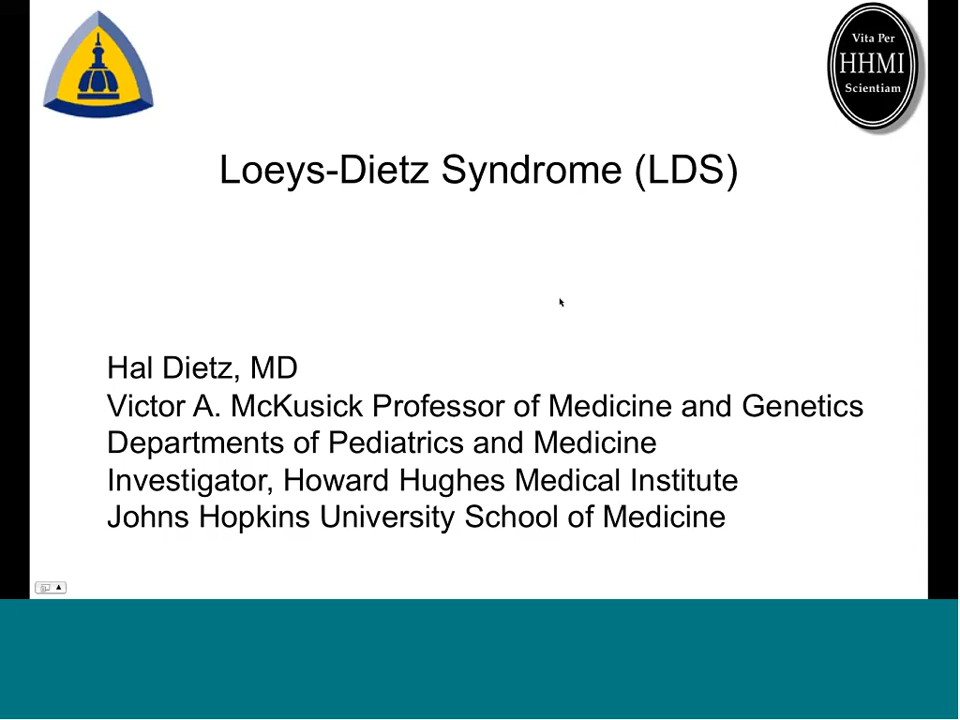 Vita Per
HHMI
Scientiam
Loeys-Dietz Syndrome (LDS)
Hal Dietz, MD
Victor A. McKusick Professor of Medicine and Genetics
Departments of Pediatrics and Medicine
Investigator, Howard Hughes Medical Institute
Johns Hopkins University School of Medicine